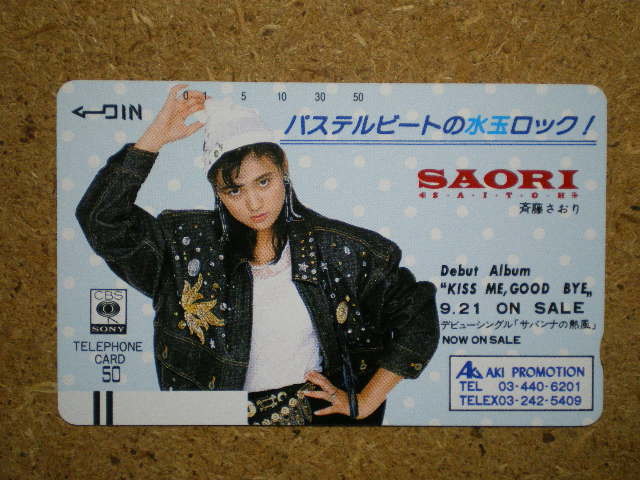 IN
0 1 5 10 30 50
パステルビートの水玉ロック!
SAORI
S·A·I·T·O·H
斉藤さおり
Debut Album
"KISS ME, GOOD BYE„
9.21 ON SALE
デビューシングル「サバンナの熱風」
NOW ON SALE
CBS
SONY
TELEPHONE
CARD
50
AKI PROMOTION
TEL 03-440-6201
TELEX03-242-5409